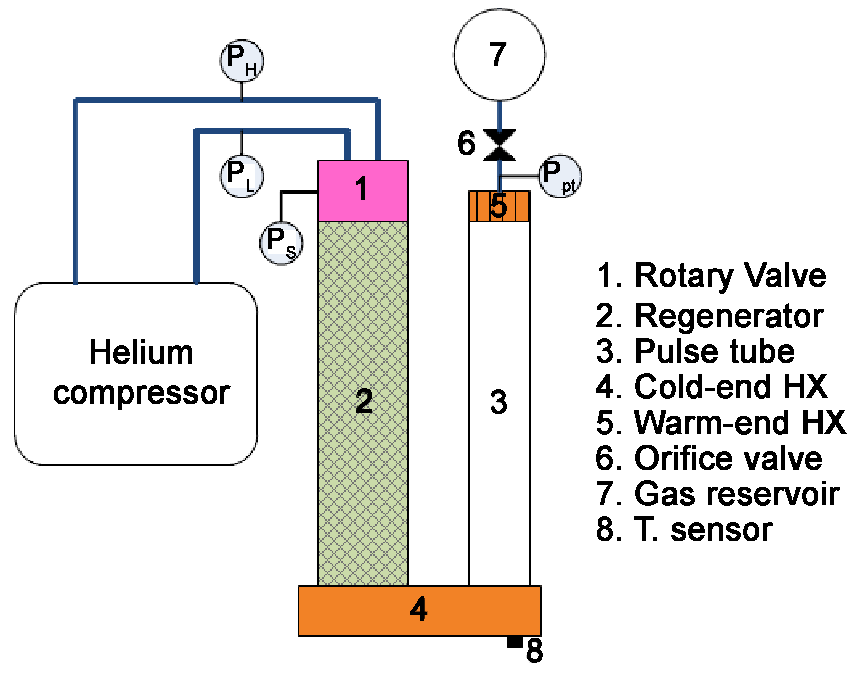 P_H
7
6
P_L
1
P_pt
5
P_S
1. Rotary Valve
2. Regenerator
3. Pulse tube
4. Cold-end HX
5. Warm-end HX
6. Orifice valve
7. Gas reservoir
8. T. sensor
Helium
compressor
2
3
4
8